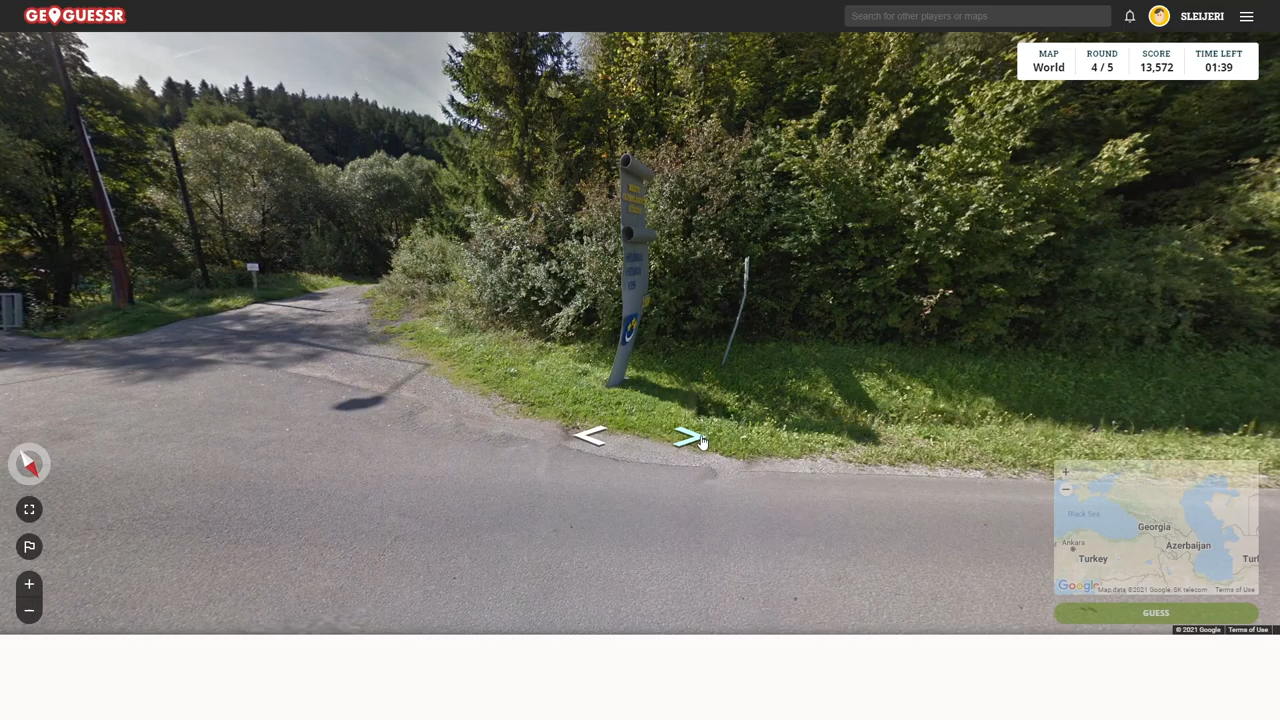 GEOGUESSR
Search for other players or maps
SLEIJERI
MAP
World
ROUND
4 / 5
SCORE
13,572
TIME LEFT
01:39
Black Sea
Georgia
Ankara
Azerbaijan
Turkey
Google
Map data ©2021 Google, SK telecom
Terms of Use
GUESS
© 2021 Google
Terms of Use